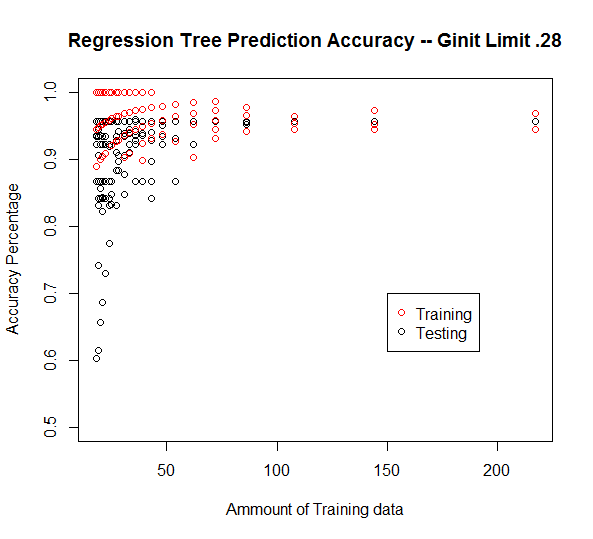 Regression Tree Prediction Accuracy -- Ginit Limit .28
Accuracy Percentage
1.0
0.9
0.8
0.7
0.6
0.5
Training
Testing
50
100
150
200
Ammount of Training data